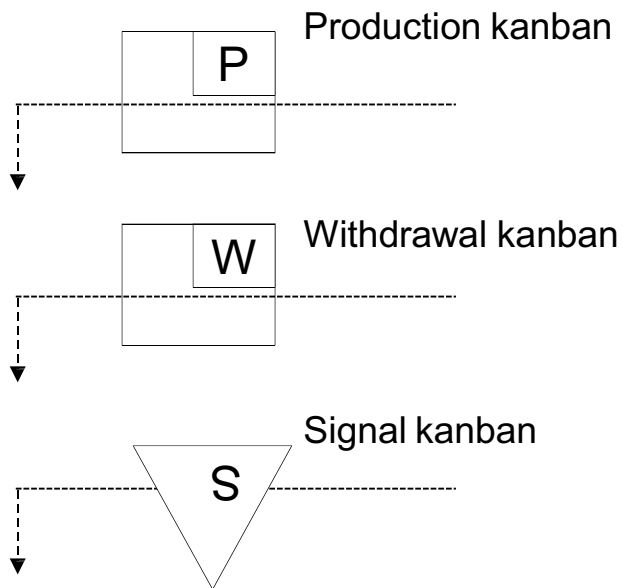 Production kanban
P
Withdrawal kanban
W
Signal kanban
S